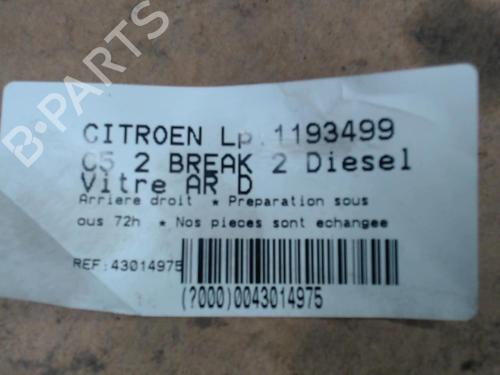 B-PARTS
CITROEN Lp.1193499
C5 2 BREAK 2 Diesel
Vitre AR D
Arriere droit * Preparation sous
ous 72h * Nos pieces sont echangee
REF:43014975
(?000)0043014975